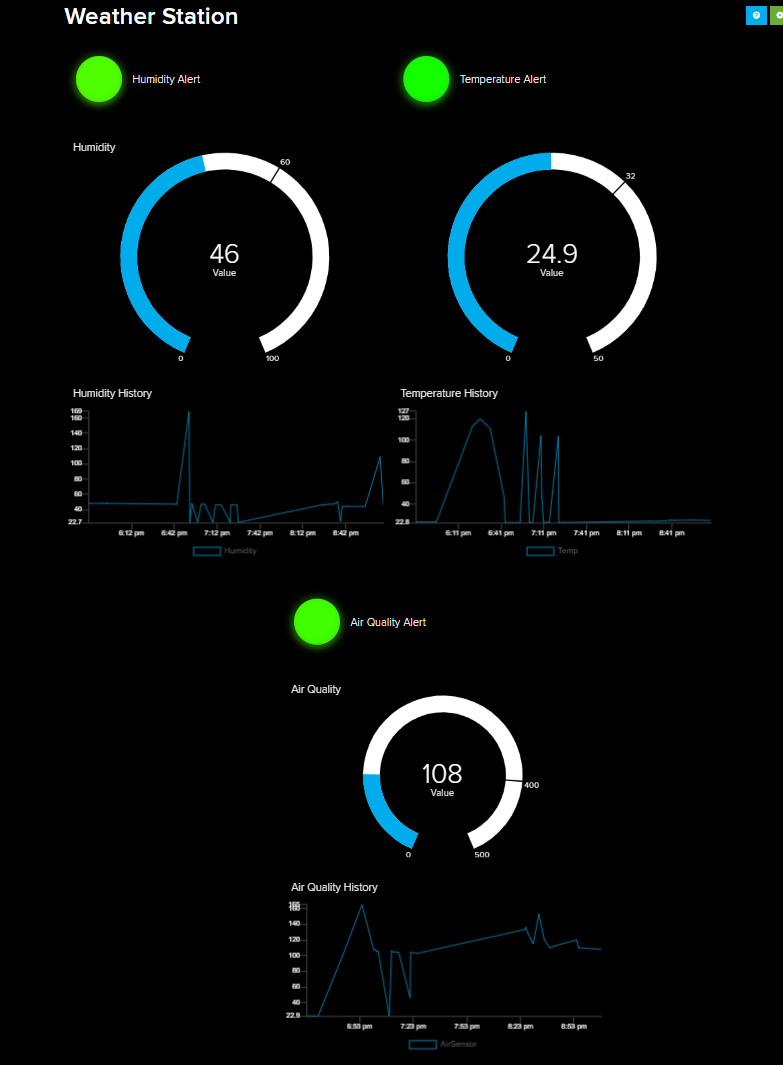 Weather Station
Humidity Alert
Temperature Alert
Humidity
60
46
Value
0
100
32
24.9
Value
0
50
Humidity History
169
160
140
120
100
80
60
40
22.7
6:12 pm 6:42 pm 7:12 pm 7:42 pm 8:12 pm 8:42 pm
Humidity
Temperature History
127
120
100
80
60
40
22.8
6:11 pm 6:41 pm 7:11 pm 7:41 pm 8:11 pm 8:41 pm
Temp
Air Quality Alert
Air Quality
108
Value
400
0
500
Air Quality History
140
120
100
80
60
40
22.9
6:53 pm 7:23 pm 7:53 pm 8:23 pm 8:53 pm
AirSensor